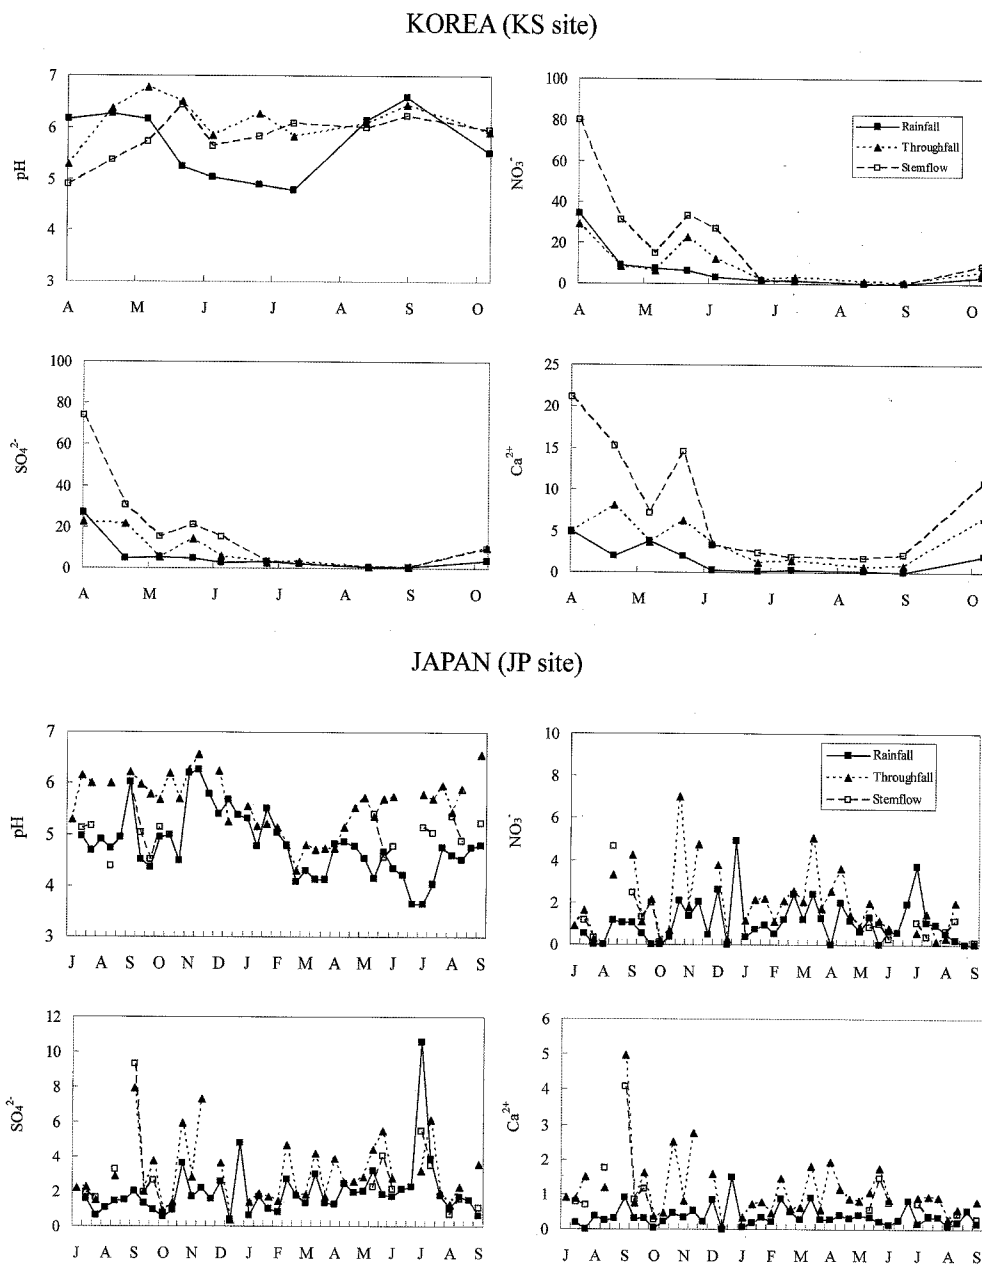 KOREA (KS site)
7
6
5
4
3
pH
A M J J A S O
100
80
60
40
20
0
NO₃⁻
Rainfall
Throughfall
Stemflow
A M J J A S O
100
80
60
40
20
0
SO₄²⁻
A M J J A S O
25
20
15
10
5
0
Ca²⁺
A M J J A S O
JAPAN (JP site)
7
6
5
4
3
pH
J A S O N D J F M A M J J A S
10
8
6
4
2
0
NO₃⁻
Rainfall
Throughfall
Stemflow
J A S O N D J F M A M J J A S
12
10
8
6
4
2
0
SO₄²⁻
J A S O N D J F M A M J J A S
6
5
4
3
2
1
0
Ca²⁺
J A S O N D J F M A M J J A S